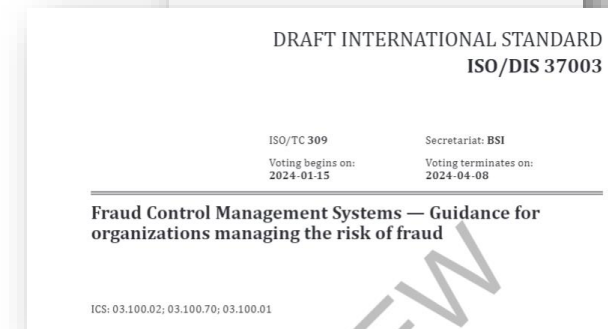 DRAFT INTERNATIONAL STANDARD
ISO/DIS 37003
ISO/TC 309
Secretariat: BSI
Voting begins on:
2024-01-15
Voting terminates on:
2024-04-08
Fraud Control Management Systems — Guidance for
organizations managing the risk of fraud
ICS: 03.100.02; 03.100.70; 03.100.01